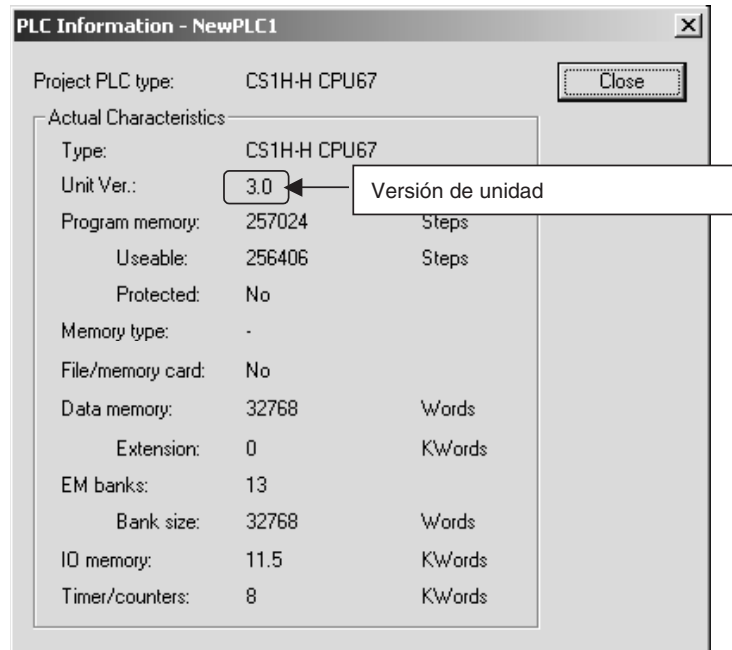 PLC Information - NewPLC1
Project PLC type: CS1H-H CPU67 Close
Actual Characteristics
Type: CS1H-H CPU67
Unit Ver.: 3.0 Versión de unidad
Program memory: 257024 Steps
Useable: 256406 Steps
Protected: No
Memory type: -
File/memory card: No
Data memory: 32768 Words
Extension: 0 KWords
EM banks: 13
Bank size: 32768 Words
IO memory: 11.5 KWords
Timer/counters: 8 KWords